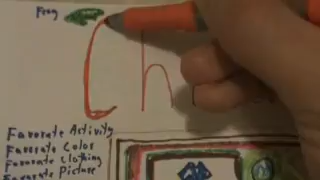 Frog
Ch
Favorate Activity
Favorate Color
Favorate Clothing
Favorate Picture